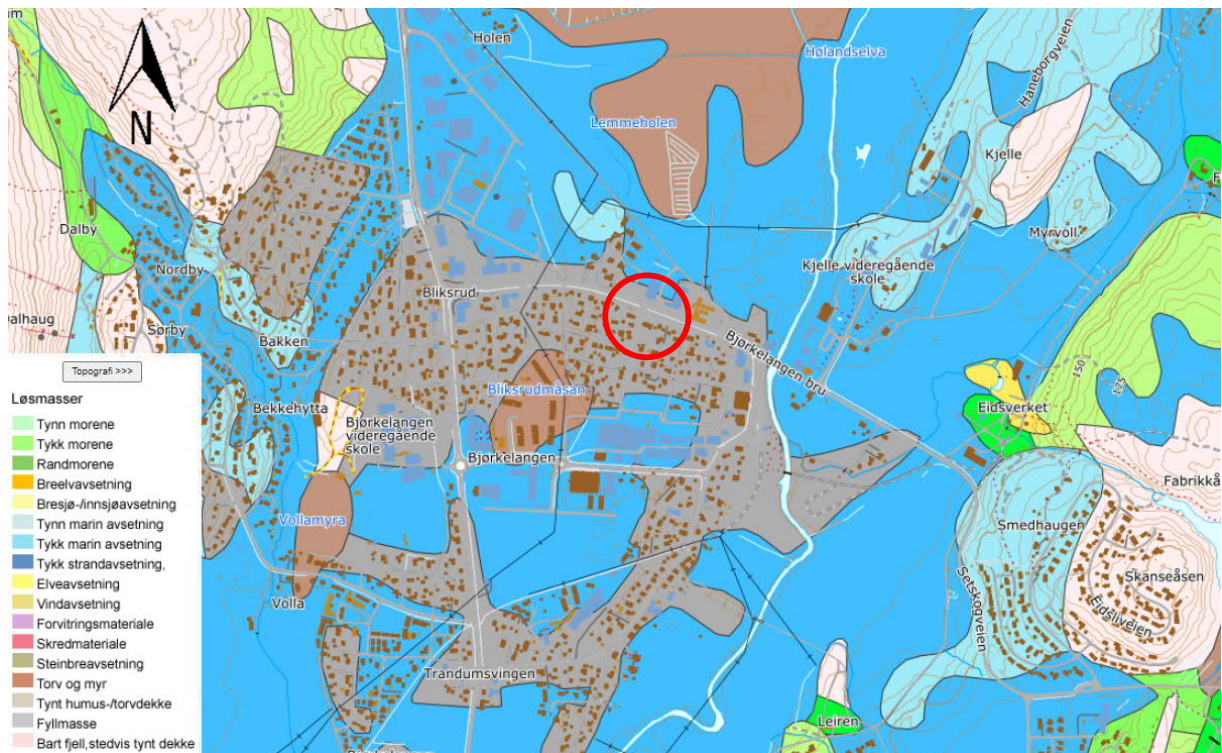 Holen
Hølandselva
Haneborgveien
Lemmeholen
Kjelle
Dalby
Myrvoll
Nordby
Kjelle videregående
skole
Bliksrud
Sørby
Bakken
Bjørkelangen bru
150
125
Bliksrudmåsan
Eidsverket
Bekkehytta
Bjørkelangen
videregående
skole
Bjørkelangen
Fabrikkå
Vollamyra
Smedhaugen
Setskogveien
Skanseåsen
Eidsliveien
Volla
Trandumsvingen
Leiren
N
Topografi >>>
Løsmasser
Tynn morene
Tykk morene
Randmorene
Breelvavsetning
Bresjø-/innsjøavsetning
Tynn marin avsetning
Tykk marin avsetning
Tykk strandavsetning,
Elveavsetning
Vindavsetning
Forvitringsmateriale
Skredmateriale
Steinbreavsetning
Torv og myr
Tynt humus-/torvdekke
Fyllmasse
Bart fjell,stedvis tynt dekke